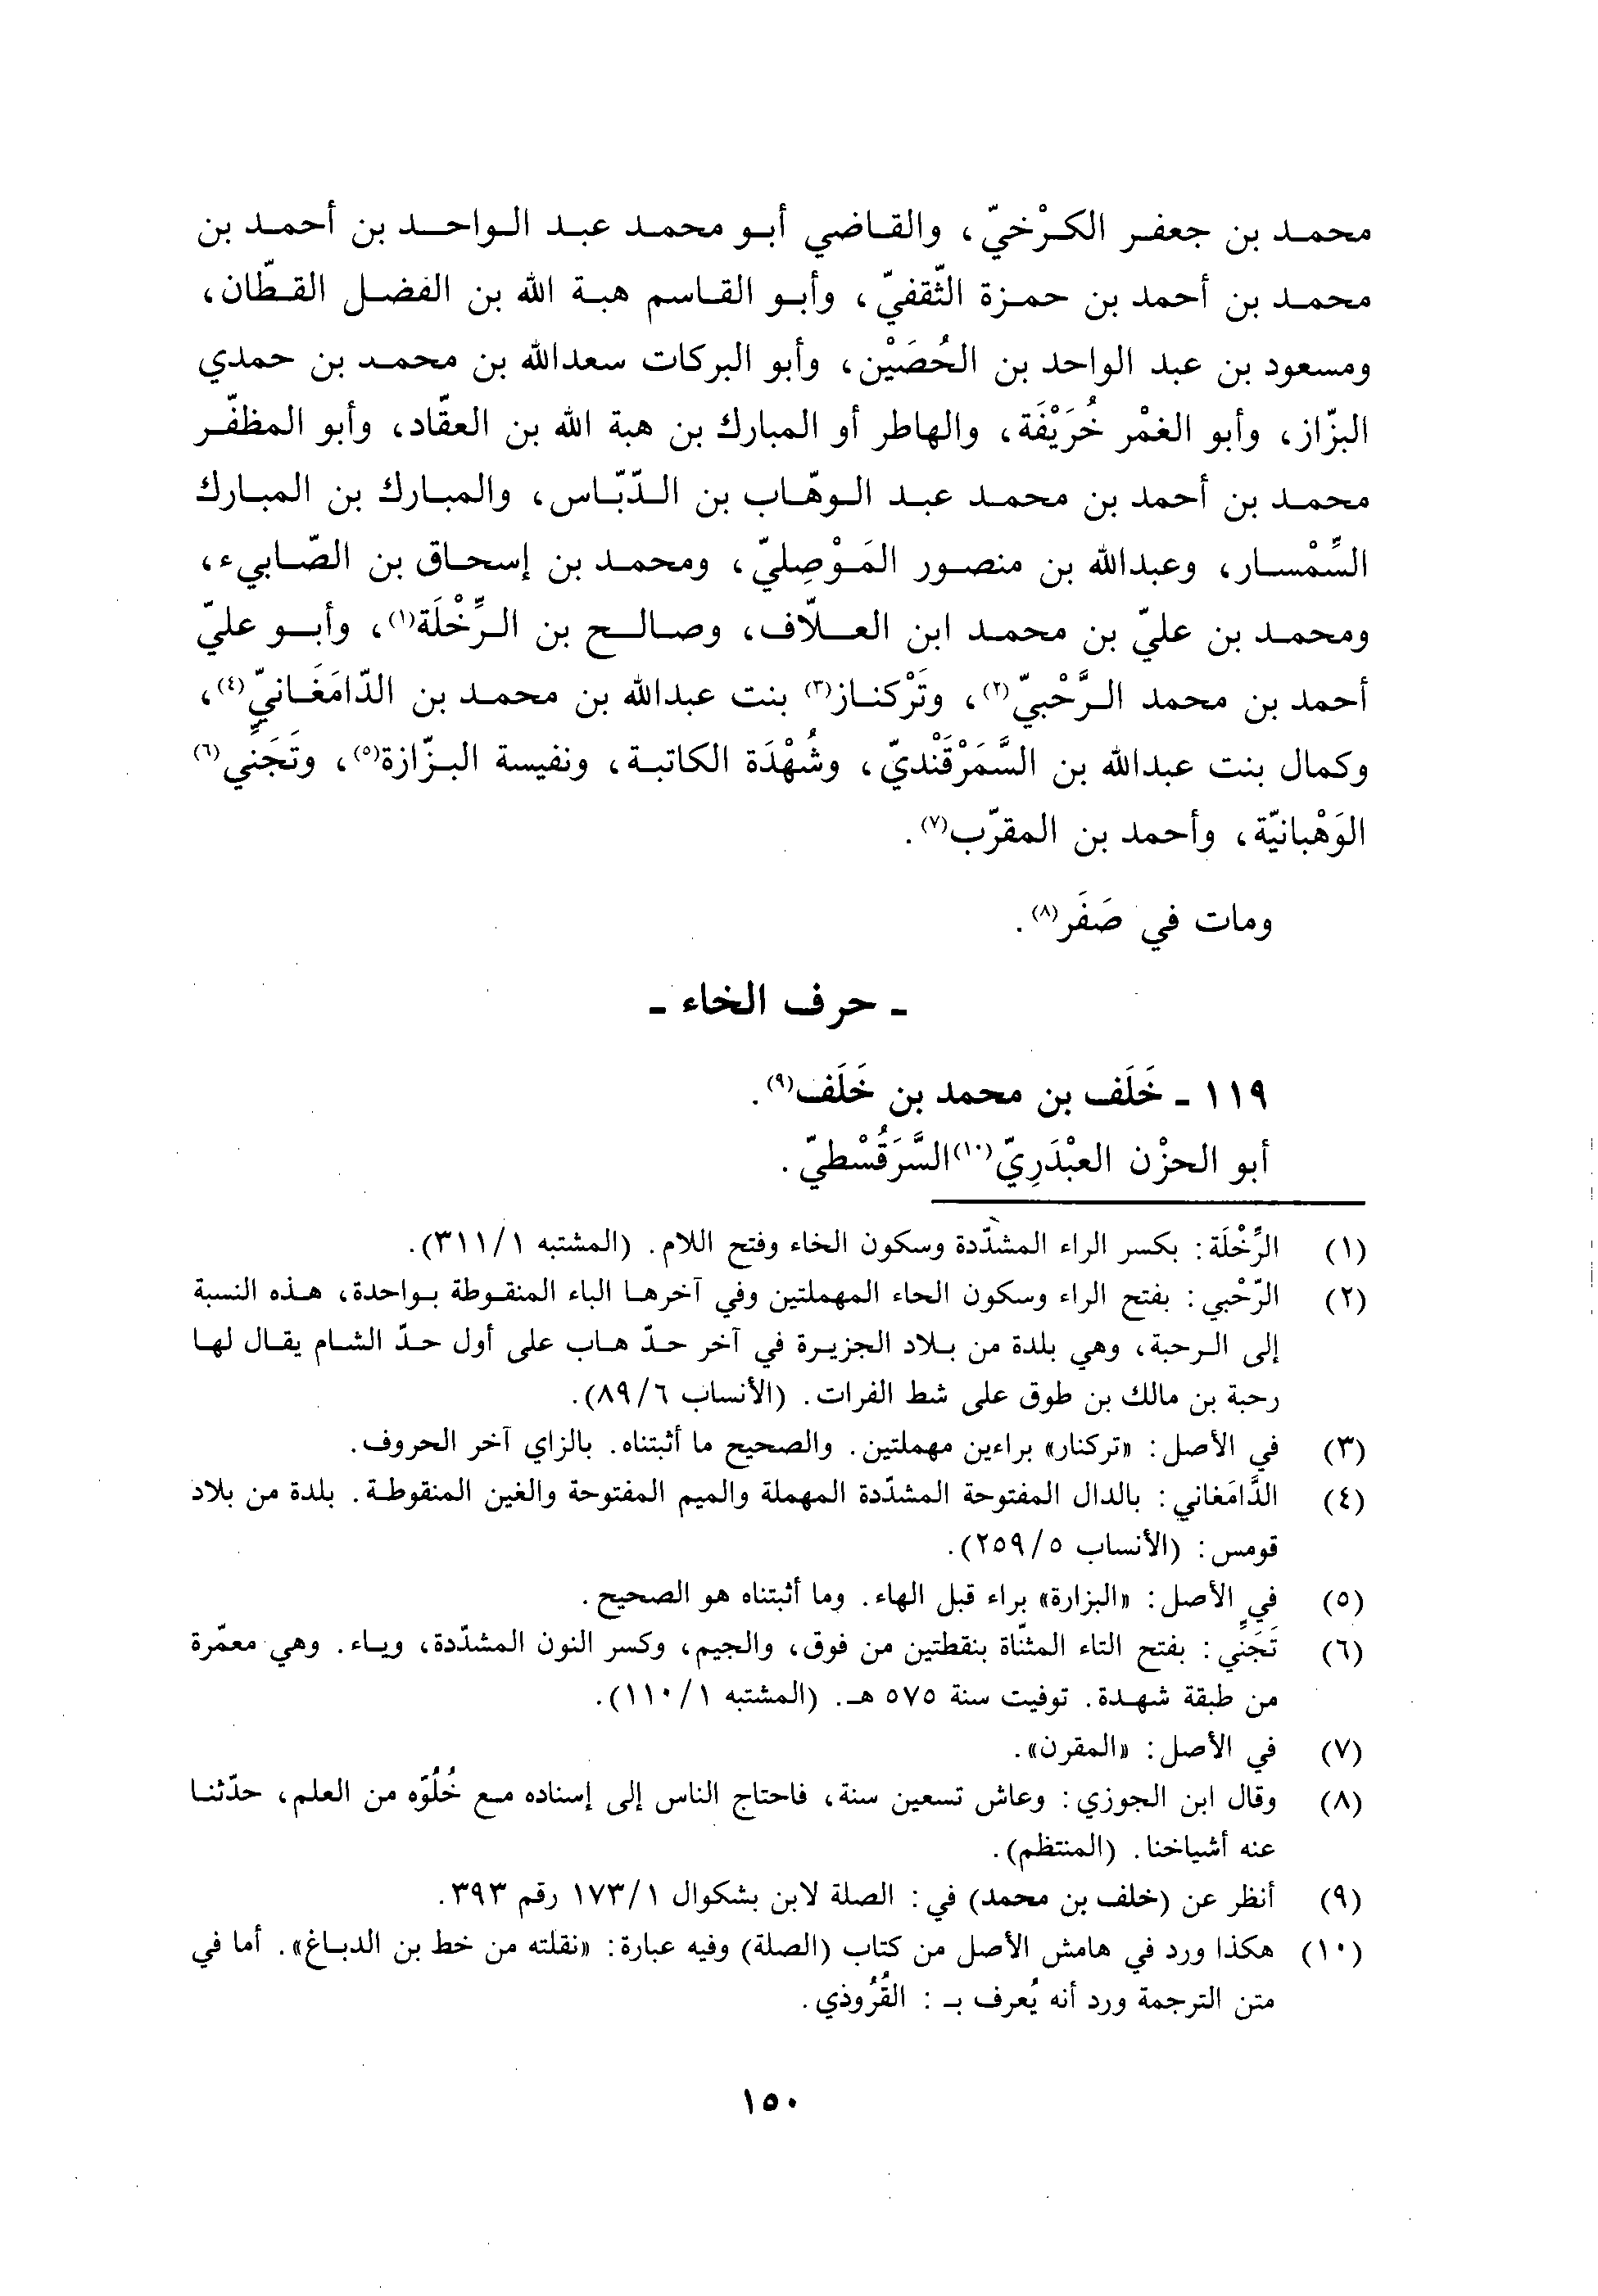 محمد بن جعفر الكرْخيّ، والقاضي أبو محمد عبد الواحد بن أحمد بن
محمد بن أحمد بن حمزة الثّقفيّ، وأبو القاسم هبة الله بن الفضل القطّان،
ومسعود بن عبد الواحد بن الحُصَيْن، وأبو البركات سعدالله بن محمد بن حمدي
البزّاز، وأبو الغمْر خُرَيْفَة، والهاطر أو المبارك بن هبة الله بن العقّاد، وأبو المظفّر
محمد بن أحمد بن محمد عبد الوهّاب بن الدّبّاس، والمبارك بن المبارك
السِّمْسار، وعبدالله بن منصور المَوْصِليّ، ومحمد بن إسحاق بن الصّابيء،
ومحمد بن عليّ بن محمد ابن العلّاف، وصالح بن الرِّخْلَة(١)، وأبو عليّ
أحمد بن محمد الرَّحْبيّ(٢)، وتَرْكناز(٣) بنت عبدالله بن محمد بن الدّامَغَانيّ(٤)،
وكمال بنت عبدالله بن السَّمَرْقَنْديّ، وشُهْدَة الكاتبة، ونفيسة البزّازة(٥)، وتَجَنّي(٦)
الوَهْبانيّة، وأحمد بن المقرّب(٧).
ومات في صَفَر(٨).
ـ حرف الخاء ـ
١١٩ ـ خَلَف بن محمد بن خَلَف(٩).
أبو الحزْن العبْدَرِيّ(١٠)السَّرَقُسْطيّ.
(١) الرِّخْلَة: بكسر الراء المشدّدة وسكون الخاء وفتح اللام. (المشتبه ٣١١/١).
(٢) الرّحْبي: بفتح الراء وسكون الحاء المهملتين وفي آخرها الباء المنقوطة بواحدة، هذه النسبة
إلى الرحبة، وهي بلدة من بلاد الجزيرة في آخر حدّ هاب على أول حدّ الشام يقال لها
رحبة بن مالك بن طوق على شط الفرات. (الأنساب ٨٩/٦).
(٣) في الأصل: «تركنار» براءين مهملتين. والصحيح ما أثبتناه. بالزاي آخر الحروف.
(٤) الدَّامَغاني: بالدال المفتوحة المشدّدة المهملة والميم المفتوحة والغين المنقوطة. بلدة من بلاد
قومس: (الأنساب ٢٥٩/٥).
(٥) في الأصل: «البزارة» براء قبل الهاء. وما أثبتناه هو الصحيح.
(٦) تَجَنّي: بفتح التاء المثنّاة بنقطتين من فوق، والجيم، وكسر النون المشدّدة، وياء. وهي معمّرة
من طبقة شهدة. توفيت سنة ٥٧٥ هـ. (المشتبه ١١٠/١).
(٧) في الأصل: «المقرن».
(٨) وقال ابن الجوزي: وعاش تسعين سنة، فاحتاج الناس إلى إسناده مع خُلُوّه من العلم، حدّثنا
عنه أشياخنا. (المنتظم).
(٩) أنظر عن (خلف بن محمد) في: الصلة لابن بشكوال ١٧٣/١ رقم ٣٩٣.
(١٠) هكذا ورد في هامش الأصل من كتاب (الصلة) وفيه عبارة: «نقلته من خط بن الدباغ». أما في
متن الترجمة ورد أنه يُعرف بـ : القُرُوذي.
١٥٠